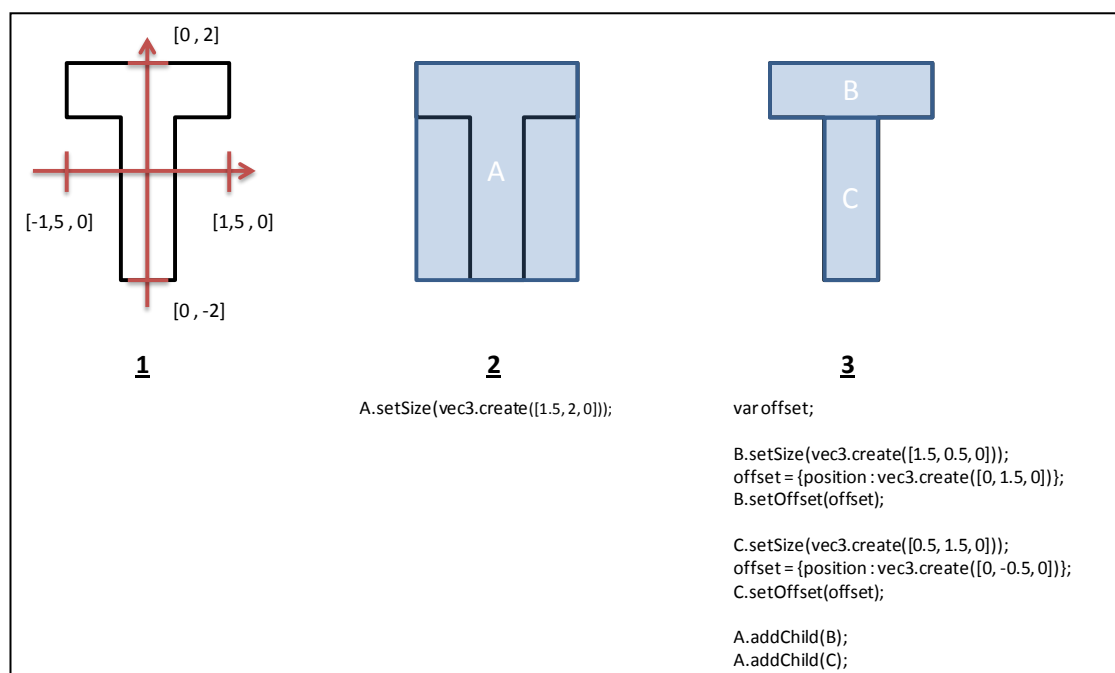 [0 , 2]
[-1,5 , 0]
[1,5 , 0]
[0 , -2]
1
A
2
A.setSize(vec3.create([1.5, 2, 0]));
B
C
3
var offset;
B.setSize(vec3.create([1.5, 0.5, 0]));
offset = {position : vec3.create([0, 1.5, 0])};
B.setOffset(offset);
C.setSize(vec3.create([0.5, 1.5, 0]));
offset = {position : vec3.create([0, -0.5, 0])};
C.setOffset(offset);
A.addChild(B);
A.addChild(C);